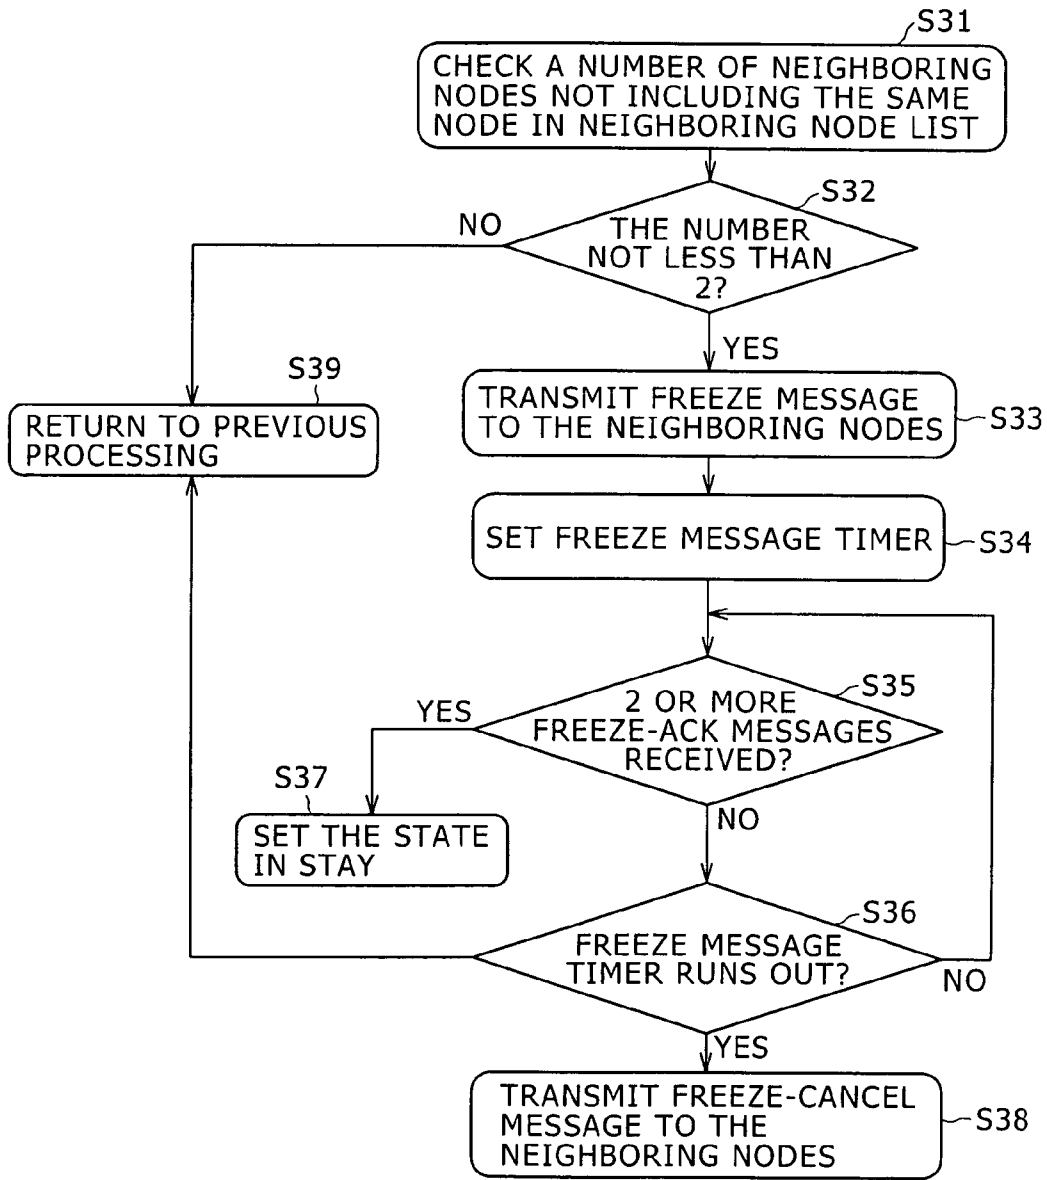 S31
CHECK A NUMBER OF NEIGHBORING
NODES NOT INCLUDING THE SAME
NODE IN NEIGHBORING NODE LIST
S32
NO
THE NUMBER
NOT LESS THAN
2?
YES
S39
RETURN TO PREVIOUS
PROCESSING
TRANSMIT FREEZE MESSAGE
TO THE NEIGHBORING NODES
S33
SET FREEZE MESSAGE TIMER
S34
S35
YES
2 OR MORE
FREEZE-ACK MESSAGES
RECEIVED?
S37
SET THE STATE
IN STAY
NO
S36
FREEZE MESSAGE
TIMER RUNS OUT?
NO
YES
TRANSMIT FREEZE-CANCEL
MESSAGE TO THE
NEIGHBORING NODES
S38